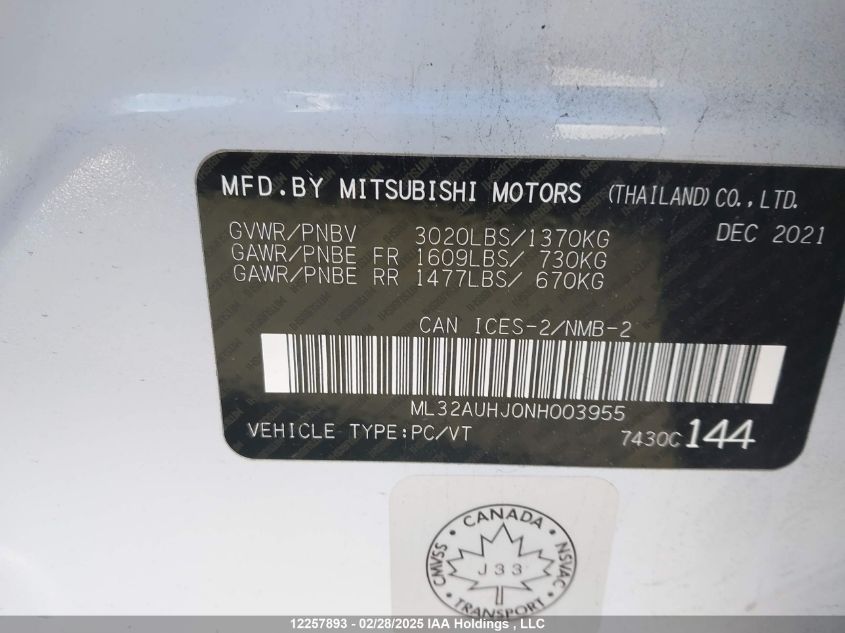 MFD.BY MITSUBISHI MOTORS (THAILAND)CO.,LTD.
GVWR/PNBV 3020LBS/1370KG DEC 2021
GAWR/PNBE FR 1609LBS/ 730KG
GAWR/PNBE RR 1477LBS/ 670KG
CAN ICES-2/NMB-2
ML32AUHJ0NH003955
VEHICLE TYPE:PC/VT 7430C144
CANADA
CMVSS J33 NSVAC
TRANSPORT
12257893 - 02/28/2025 IAA Holdings , LLC